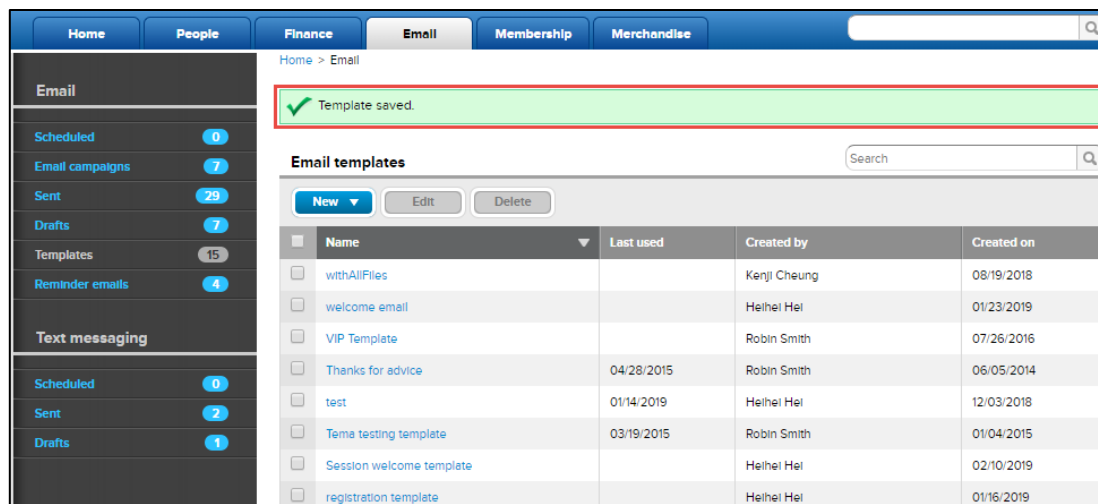 Home People Finance Email Membership Merchandise
Home > Email
Email
Scheduled 0
Email campaigns 7
Sent 29
Drafts 7
Templates 15
Reminder emails 4
Text messaging
Scheduled 0
Sent 2
Drafts 1
Template saved.
Email templates Search
New Edit Delete
Name Last used Created by Created on
withAllFiles Kenji Cheung 08/19/2018
welcome email Heihei Hei 01/23/2019
VIP Template Robin Smith 07/26/2016
Thanks for advice 04/28/2015 Robin Smith 06/05/2014
test 01/14/2019 Heihei Hei 12/03/2018
Tema testing template 03/19/2015 Robin Smith 01/04/2015
Session welcome template Heihei Hei 02/10/2019
registration template Heihei Hei 01/16/2019